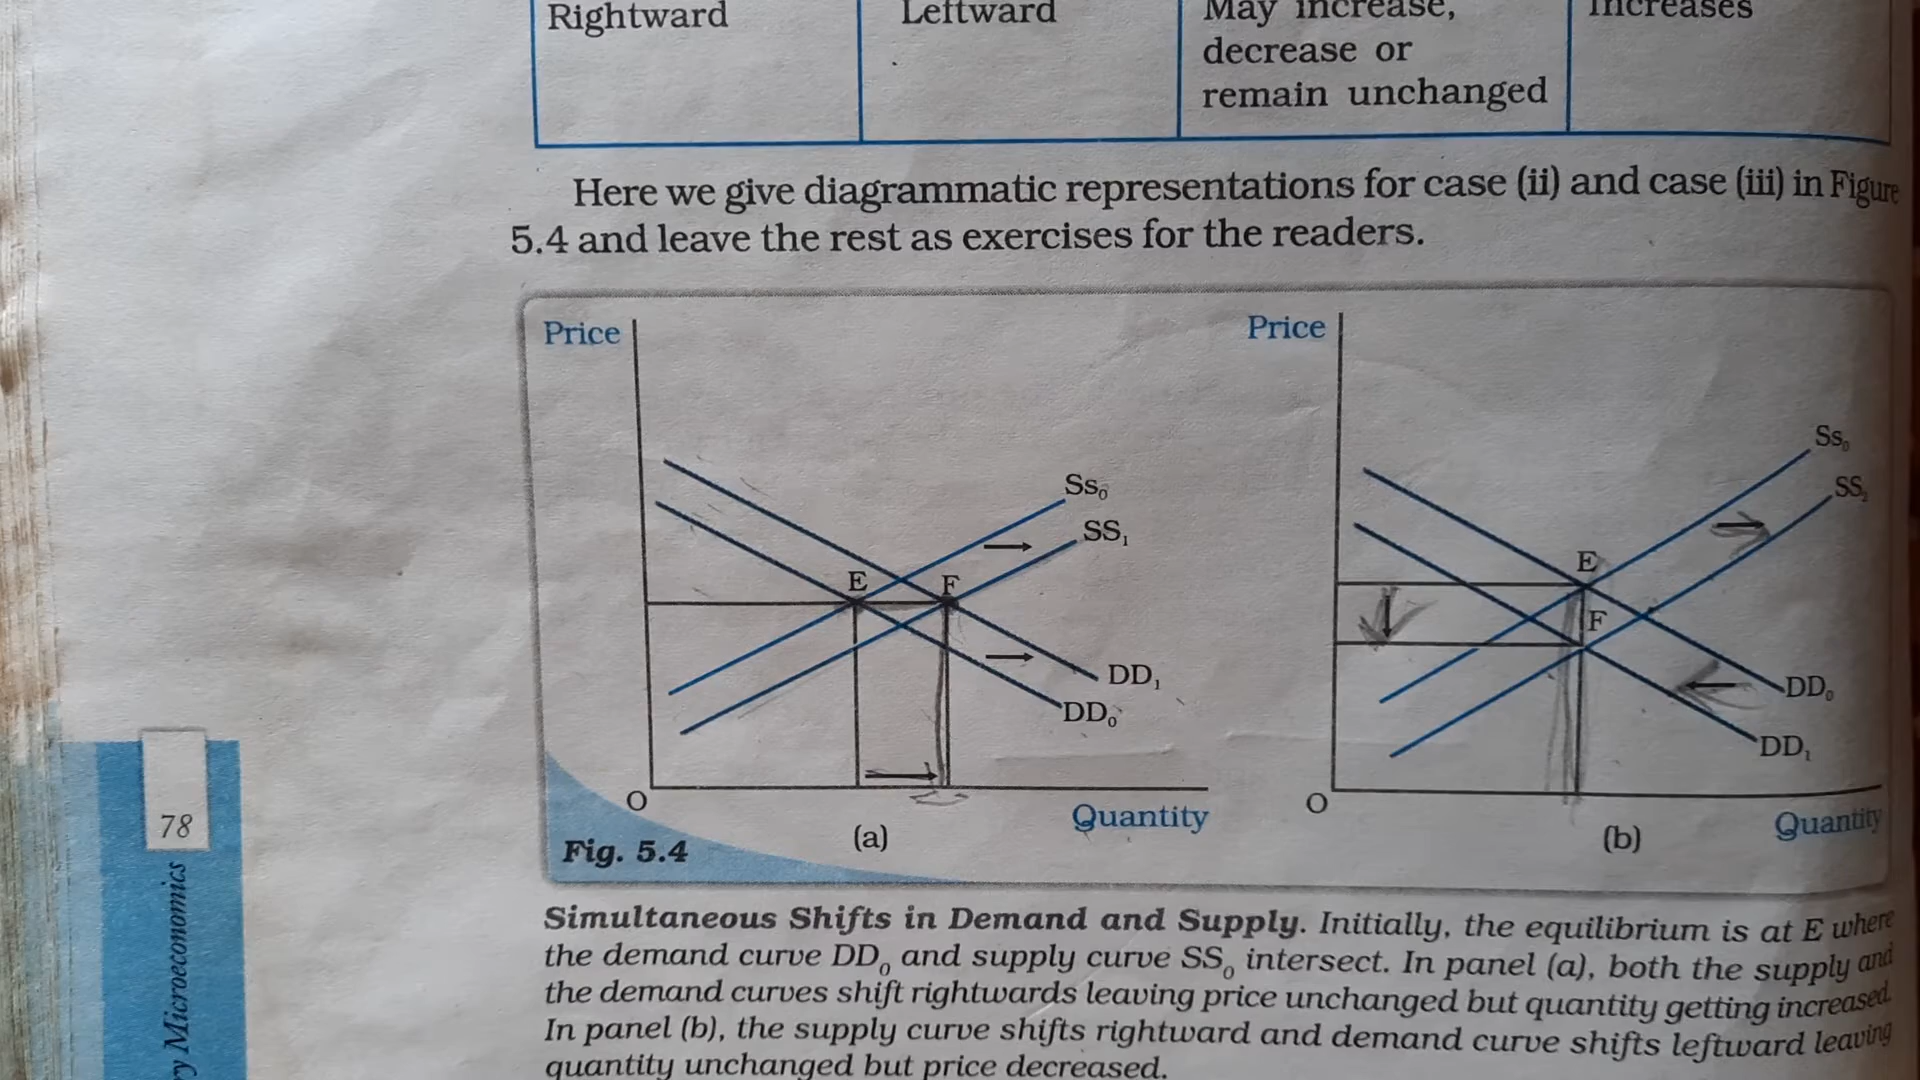 Rightward
Leftward
May increase,
decrease or
remain unchanged
Increases
Here we give diagrammatic representations for case (ii) and case (iii) in Figure
5.4 and leave the rest as exercises for the readers.
Price
Ss₀
SS₁
E
F
DD₁
DD₀
O
Quantity
(a)
Fig. 5.4
Price
Ss₀
SS₁
E
F
DD₀
DD₁
O
Quantity
(b)
Simultaneous Shifts in Demand and Supply. Initially, the equilibrium is at E where
the demand curve DD₀ and supply curve SS₀ intersect. In panel (a), both the supply and
the demand curves shift rightwards leaving price unchanged but quantity getting increased.
In panel (b), the supply curve shifts rightward and demand curve shifts leftward leaving
quantity unchanged but price decreased.
78
Microeconomics